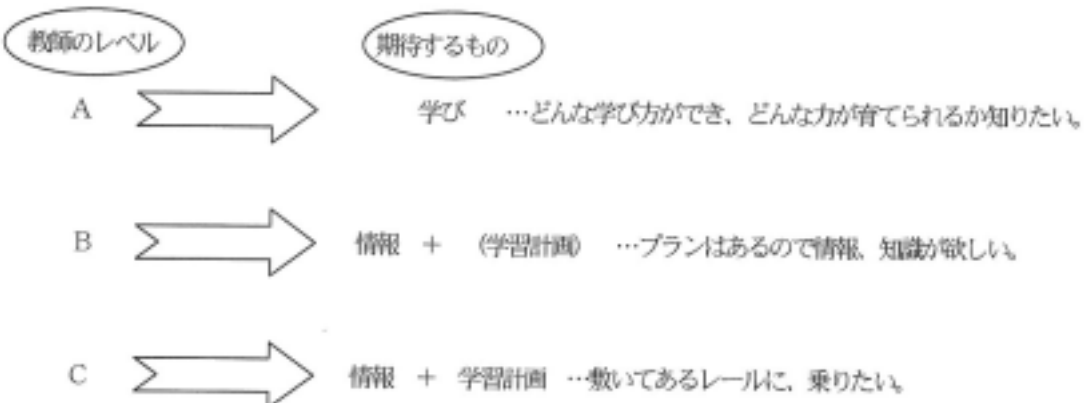 教師のレベル 期待するもの
A 学び …どんな学び方ができ、どんな力が育てられるか知りたい。
B 情報 + (学習計画) …プランはあるので情報、知識が欲しい。
C 情報 + 学習計画 …敷いてあるレールに、乗りたい。